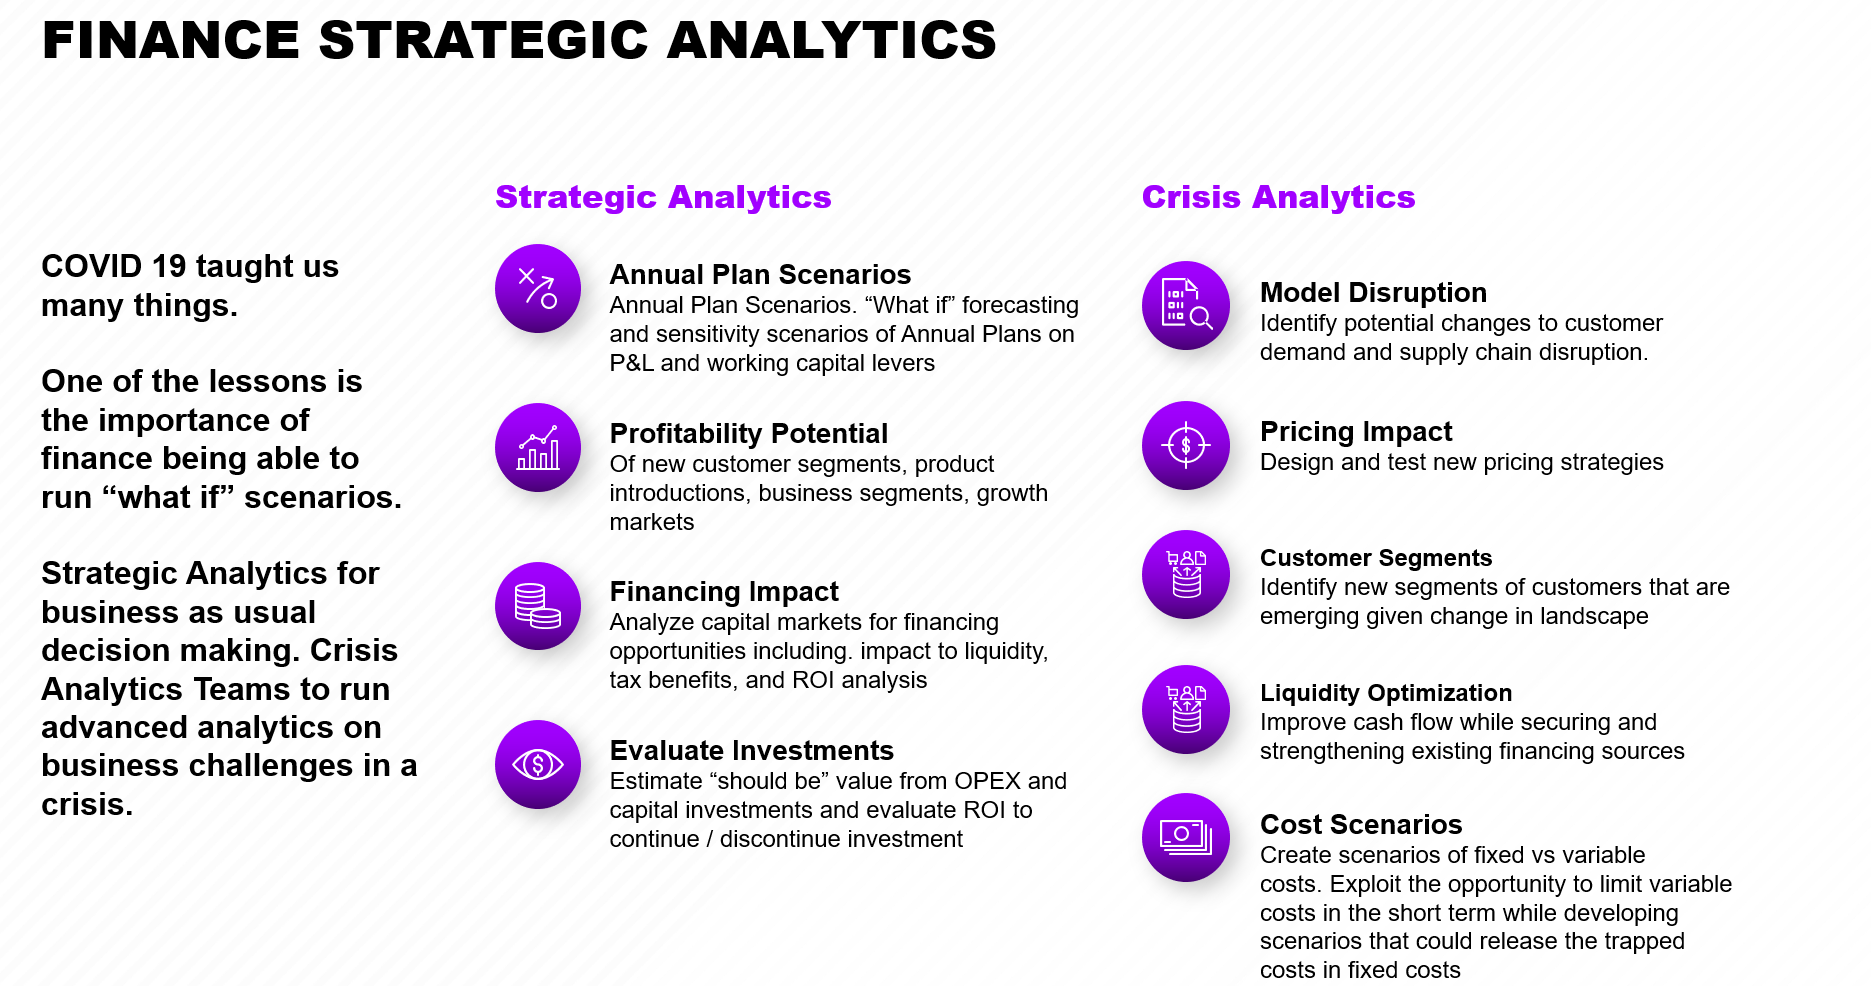 FINANCE STRATEGIC ANALYTICS
COVID 19 taught us
many things.
One of the lessons is
the importance of
finance being able to
run “what if” scenarios.
Strategic Analytics for
business as usual
decision making. Crisis
Analytics Teams to run
advanced analytics on
business challenges in a
crisis.
Strategic Analytics
Annual Plan Scenarios
Annual Plan Scenarios. “What if” forecasting
and sensitivity scenarios of Annual Plans on
P&L and working capital levers
Profitability Potential
Of new customer segments, product
introductions, business segments, growth
markets
Financing Impact
Analyze capital markets for financing
opportunities including. impact to liquidity,
tax benefits, and ROI analysis
Evaluate Investments
Estimate “should be” value from OPEX and
capital investments and evaluate ROI to
continue / discontinue investment
Crisis Analytics
Model Disruption
Identify potential changes to customer
demand and supply chain disruption.
Pricing Impact
Design and test new pricing strategies
Customer Segments
Identify new segments of customers that are
emerging given change in landscape
Liquidity Optimization
Improve cash flow while securing and
strengthening existing financing sources
Cost Scenarios
Create scenarios of fixed vs variable
costs. Exploit the opportunity to limit variable
costs in the short term while developing
scenarios that could release the trapped
costs in fixed costs